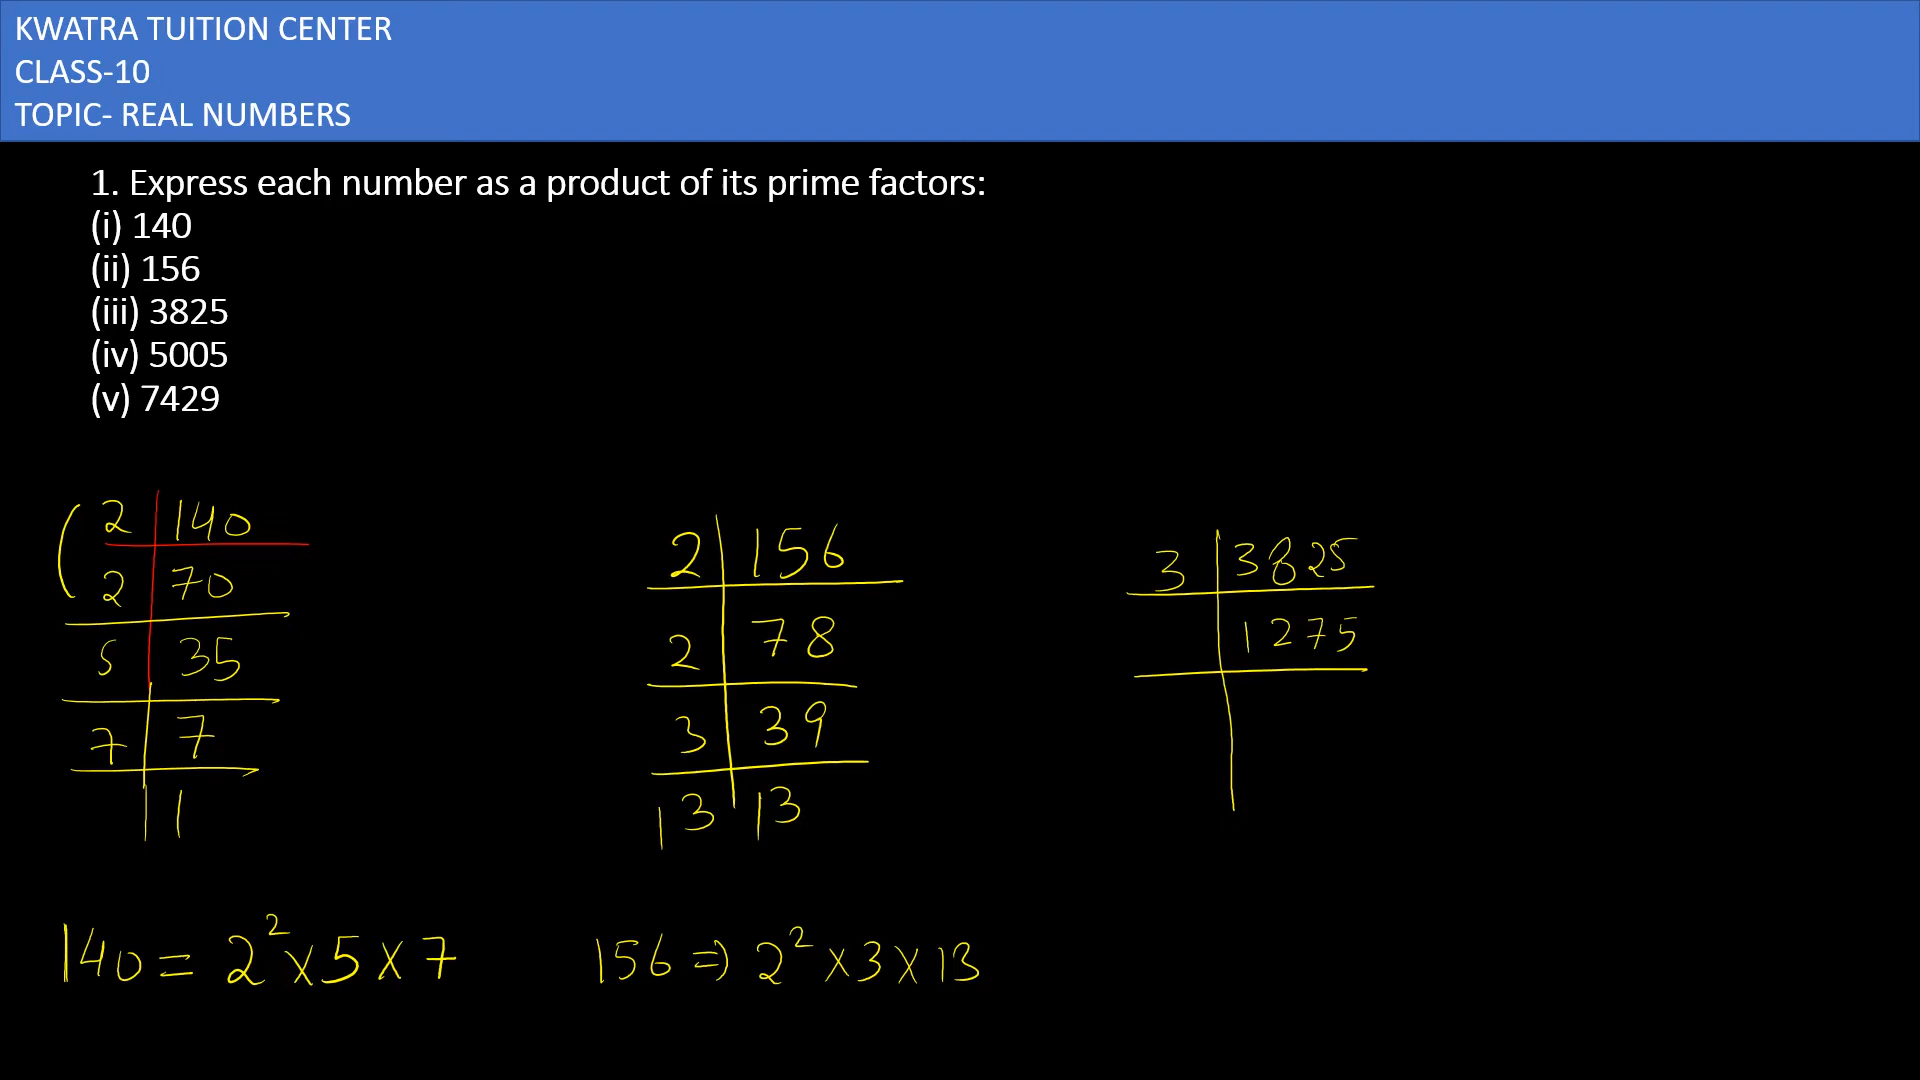 KWATRA TUITION CENTER
CLASS-10
TOPIC- REAL NUMBERS
1. Express each number as a product of its prime factors:
(i) 140
(ii) 156
(iii) 3825
(iv) 5005
(v) 7429
2 | 140
2 | 70
5 | 35
7 | 7
| 1
140 = 2² × 5 × 7
2 | 156
2 | 78
3 | 39
13 | 13
156 ⇒ 2² × 3 × 13
3 | 3825
| 1275